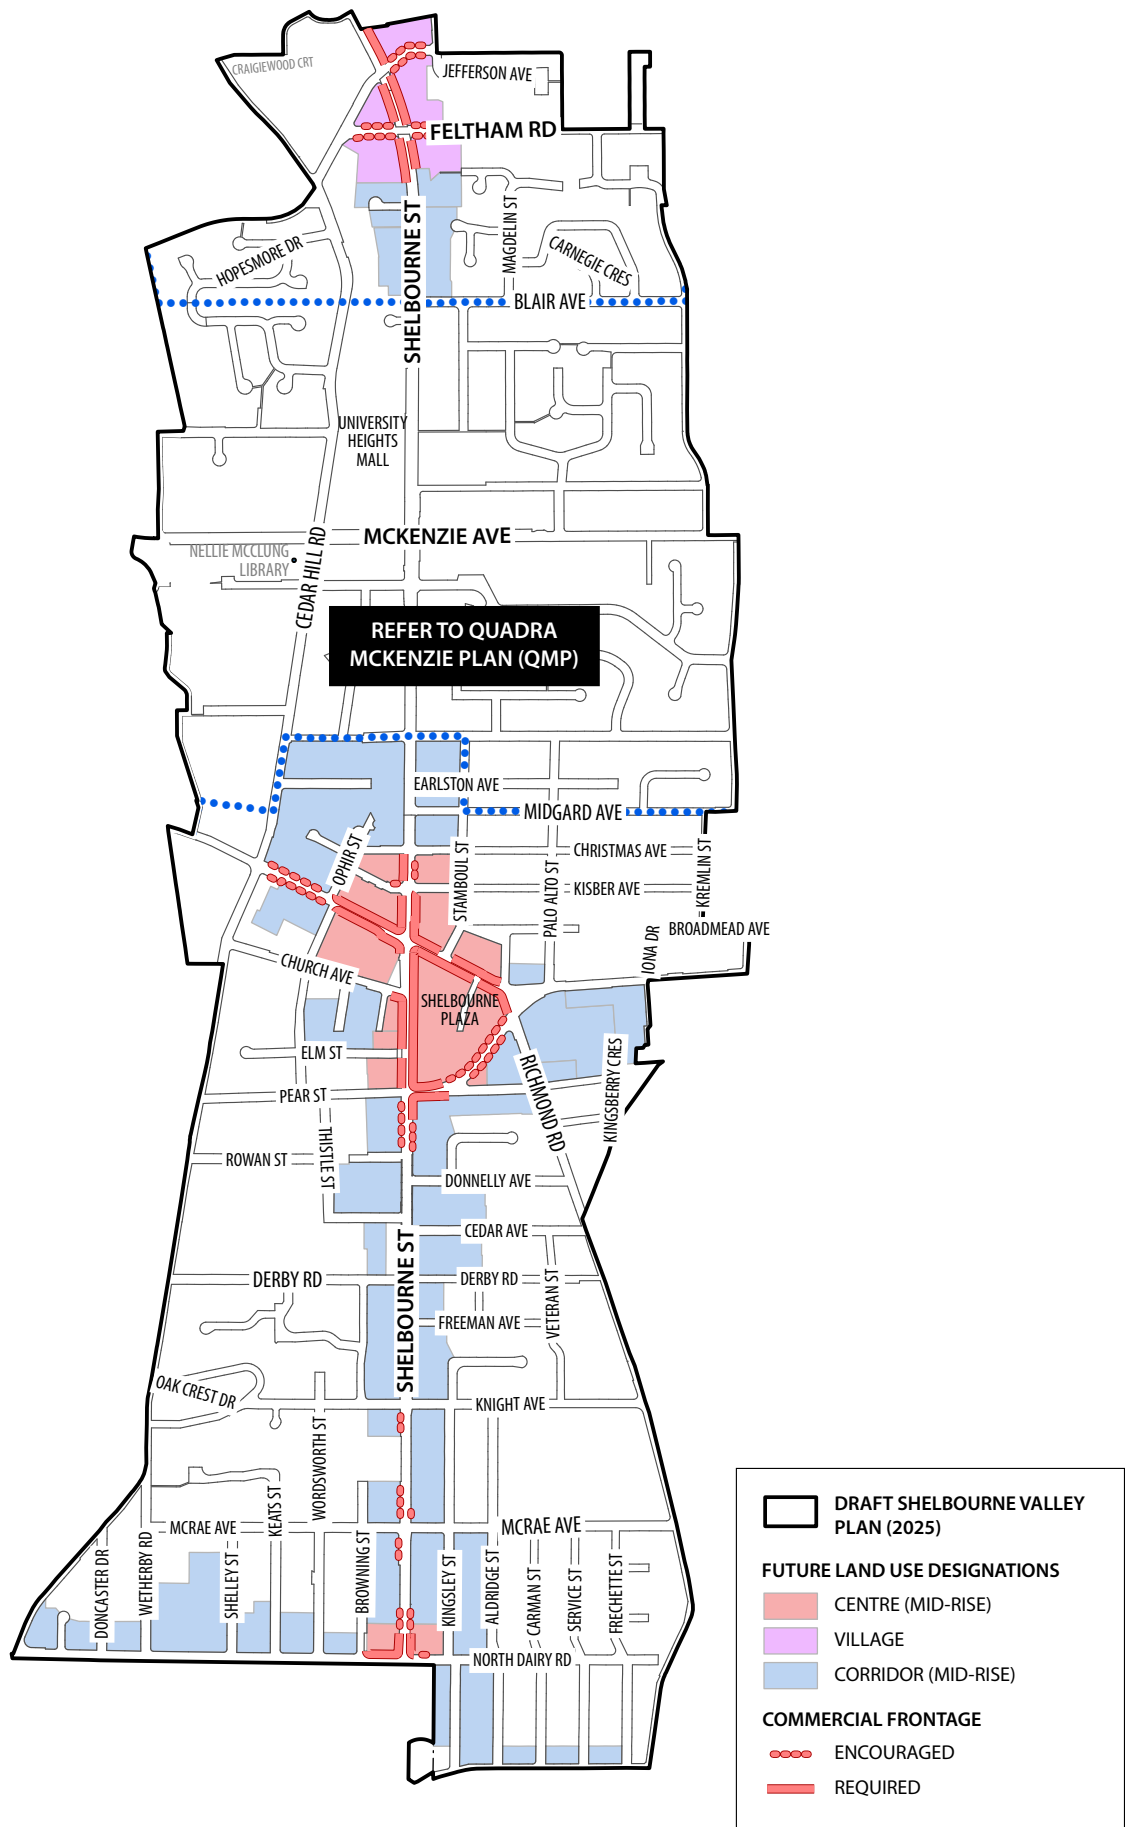 CRAIGIEWOOD CRT
JEFFERSON AVE
FELTHAM RD
SHELBOURNE ST
MAGDELIN ST
HOPESMORE DR
CARNEGIE CRES
BLAIR AVE
UNIVERSITY
HEIGHTS
MALL
MCKENZIE AVE
NELLIE MCCLUNG
LIBRARY
CEDAR HILL RD
REFER TO QUADRA
MCKENZIE PLAN (QMP)
EARLSTON AVE
MIDGARD AVE
OPHIR ST
STAMBOUL ST
CHRISTMAS AVE
KREMLIN ST
PALO ALTO ST
KISBER AVE
BROADMEAD AVE
IONA DR
CHURCH AVE
SHELBOURNE
PLAZA
ELM ST
RICHMOND RD
KINGSBERRY CRES
PEAR ST
THISTLE ST
ROWAN ST
DONNELLY AVE
SHELBOURNE ST
CEDAR AVE
DERBY RD
DERBY RD
VETERAN ST
FREEMAN AVE
OAK CREST DR
KNIGHT AVE
WORDSWORTH ST
KEATS ST
MCRAE AVE
MCRAE AVE
DONCASTER DR
WETHERBY RD
SHELLEY ST
BROWNING ST
KINGSLEY ST
ALDRIDGE ST
CARMAN ST
SERVICE ST
FRECHETTE ST
NORTH DAIRY RD
DRAFT SHELBOURNE VALLEY
PLAN (2025)
FUTURE LAND USE DESIGNATIONS
CENTRE (MID-RISE)
VILLAGE
CORRIDOR (MID-RISE)
COMMERCIAL FRONTAGE
ENCOURAGED
REQUIRED